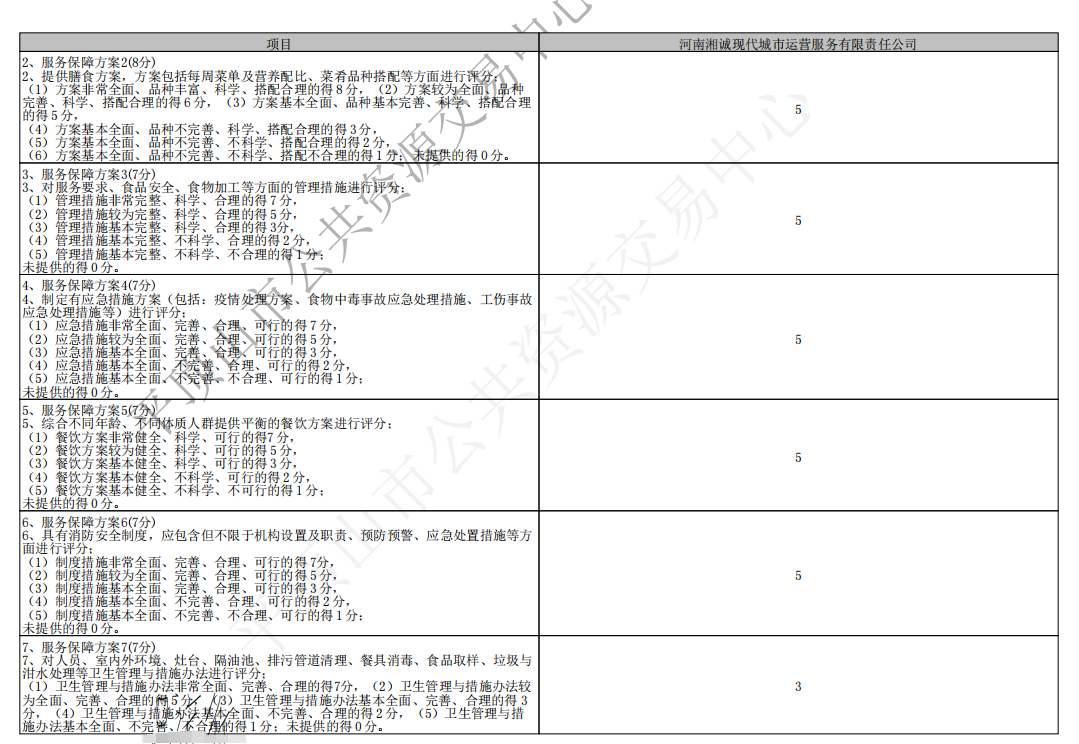 项目
河南湘诚现代城市运营服务有限责任公司
2、服务保障方案2(8分)
2、提供膳食方案，方案包括每周菜单及营养配比、菜肴品种搭配等方面进行评分；
（1）方案非常全面、品种丰富、科学、搭配合理的得8分，（2）方案较为全面、品种
完善、科学、搭配合理的得6分，（3）方案基本全面、品种基本完善、科学、搭配合理
的得5分，
（4）方案基本全面、品种不完善、科学、搭配合理的得3分，
（5）方案基本全面、品种不完善、不科学、搭配合理的得2分，
（6）方案基本全面、品种不完善、不科学、搭配不合理的得1分；未提供的得0分。
5
3、服务保障方案3(7分)
3、对服务要求、食品安全、食物加工等方面的管理措施进行评分；
（1）管理措施非常完整、科学、合理的得7分，
（2）管理措施较为完整、科学、合理的得5分，
（3）管理措施基本完整、科学、合理的得3分，
（4）管理措施基本完整、不科学、合理的得2分，
（5）管理措施基本完整、不科学、不合理的得1分；
未提供的得0分。
5
4、服务保障方案4(7分)
4、制定有应急措施方案（包括：疫情处理方案、食物中毒事故应急处理措施、工伤事故
应急处理措施等）进行评分；
（1）应急措施非常全面、完善、合理、可行的得7分，
（2）应急措施较为全面、完善、合理、可行的得5分，
（3）应急措施基本全面、完善、合理、可行的得3分，
（4）应急措施基本全面、不完善、合理、可行的得2分，
（5）应急措施基本全面、不完善、不合理、可行的得1分；
未提供的得0分。
5
5、服务保障方案5(7分)
5、综合不同年龄、不同体质人群提供平衡的餐饮方案进行评分；
（1）餐饮方案非常健全、科学、可行的得7分，
（2）餐饮方案较为健全、科学、可行的得5分，
（3）餐饮方案基本健全、科学、可行的得3分，
（4）餐饮方案基本健全、不科学、可行的得2分，
（5）餐饮方案基本健全、不科学、不可行的得1分；
未提供的得0分。
5
6、服务保障方案6(7分)
6、具有消防安全制度，应包含但不限于机构设置及职责、预防预警、应急处置措施等方
面进行评分；
（1）制度措施非常全面、完善、合理、可行的得7分，
（2）制度措施较为全面、完善、合理、可行的得5分，
（3）制度措施基本全面、完善、合理、可行的得3分，
（4）制度措施基本全面、不完善、合理、可行的得2分，
（5）制度措施基本全面、不完善、不合理、可行的得1分；
未提供的得0分。
5
7、服务保障方案7(7分)
7、对人员、室内外环境、灶台、隔油池、排污管道清理、餐具消毒、食品取样、垃圾与
泔水处理等卫生管理与措施办法进行评分；
（1）卫生管理与措施办法非常全面、完善、合理的得7分，（2）卫生管理与措施办法较
为全面、完善、合理的得5分，（3）卫生管理与措施办法基本全面、完善、合理的得3
分，（4）卫生管理与措施办法基本全面、不完善、合理的得2分，（5）卫生管理与措
施办法基本全面、不完善、不合理的得1分；未提供的得0分。
3
平顶山市公共资源交易中心
平顶山市公共资源交易中心